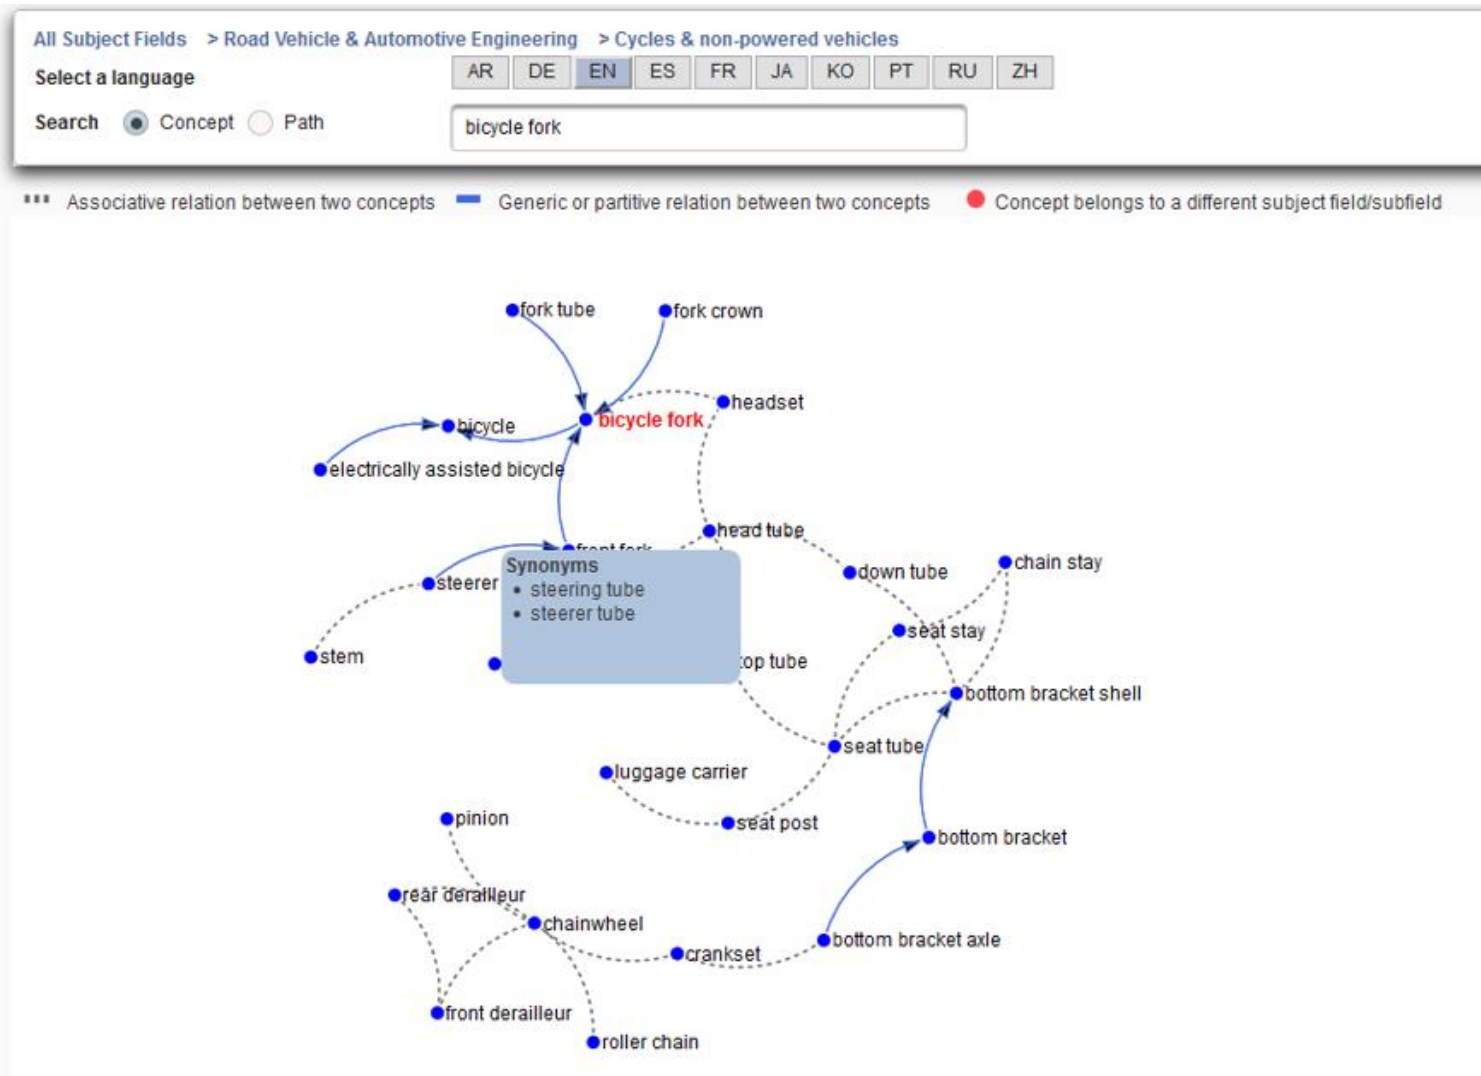 All Subject Fields > Road Vehicle & Automotive Engineering > Cycles & non-powered vehicles
Select a language AR DE EN ES FR JA KO PT RU ZH
Search Concept Path bicycle fork
Associative relation between two concepts Generic or partitive relation between two concepts Concept belongs to a different subject field/subfield
fork tube fork crown
headset
bicycle bicycle fork
electrically assisted bicycle
head tube
front fork
chain stay
down tube
steerer
Synonyms
• steering tube
• steerer tube
seat stay
stem top tube
bottom bracket shell
seat tube
luggage carrier
pinion seat post
bottom bracket
rear derailleur
chainwheel
bottom bracket axle
crankset
front derailleur
roller chain